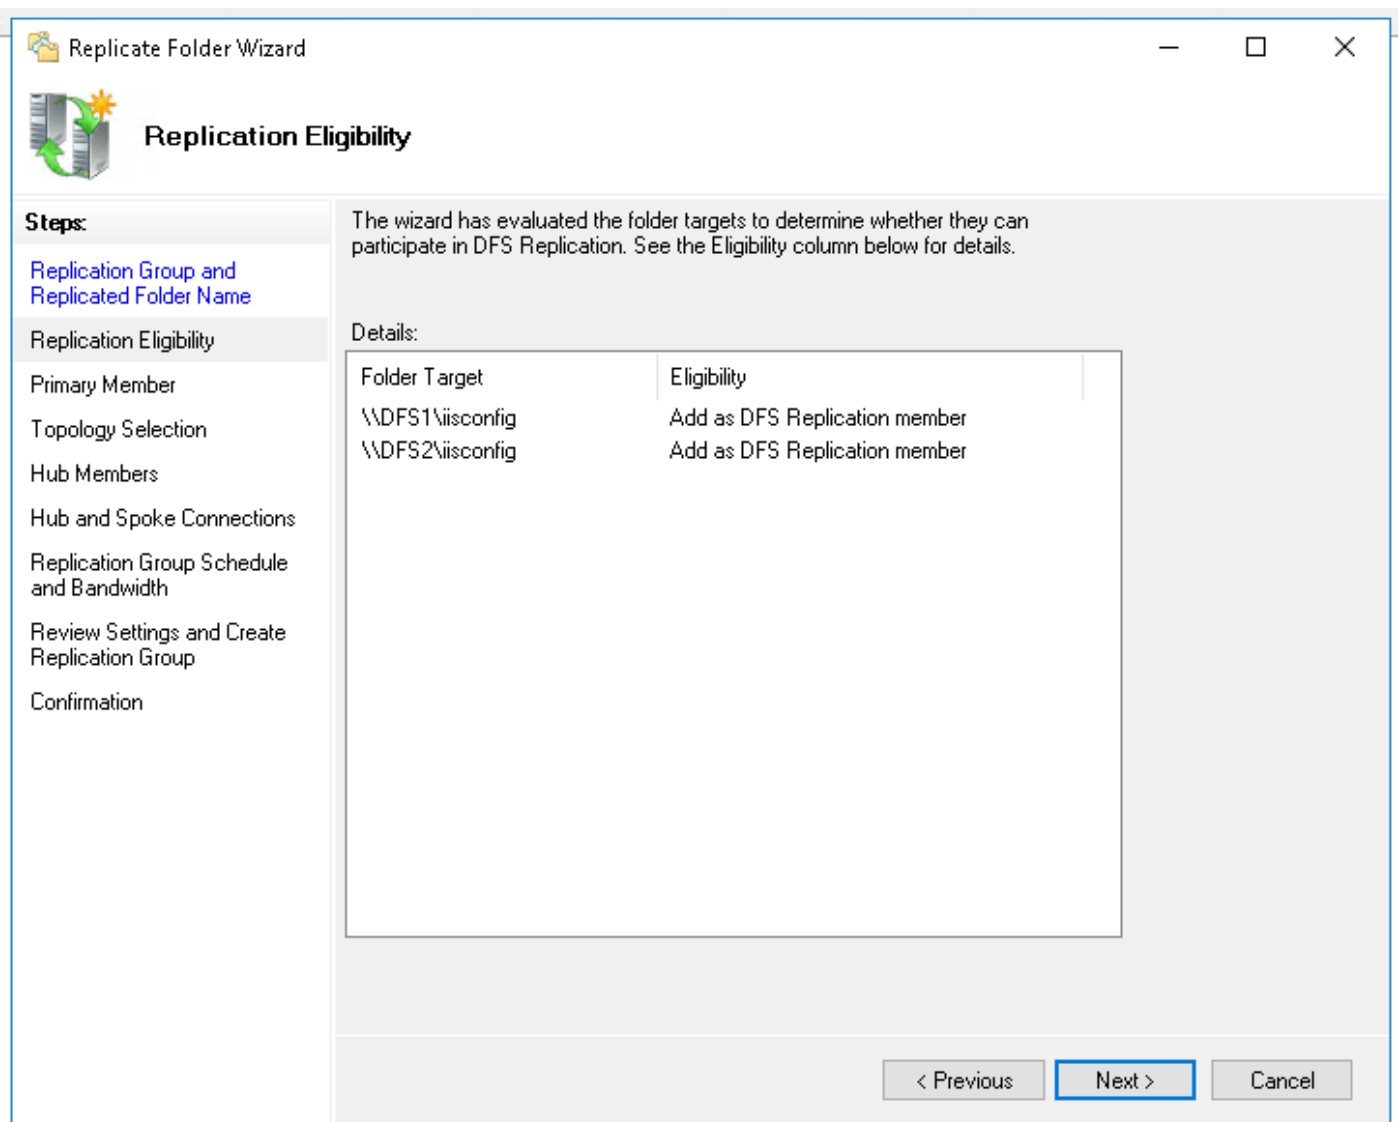 Replicate Folder Wizard
Replication Eligibility
Steps:
Replication Group and
Replicated Folder Name
Replication Eligibility
Primary Member
Topology Selection
Hub Members
Hub and Spoke Connections
Replication Group Schedule
and Bandwidth
Review Settings and Create
Replication Group
Confirmation
The wizard has evaluated the folder targets to determine whether they can
participate in DFS Replication. See the Eligibility column below for details.
Details:
Folder Target Eligibility
\\DFS1\iisconfig Add as DFS Replication member
\\DFS2\iisconfig Add as DFS Replication member
< Previous Next > Cancel